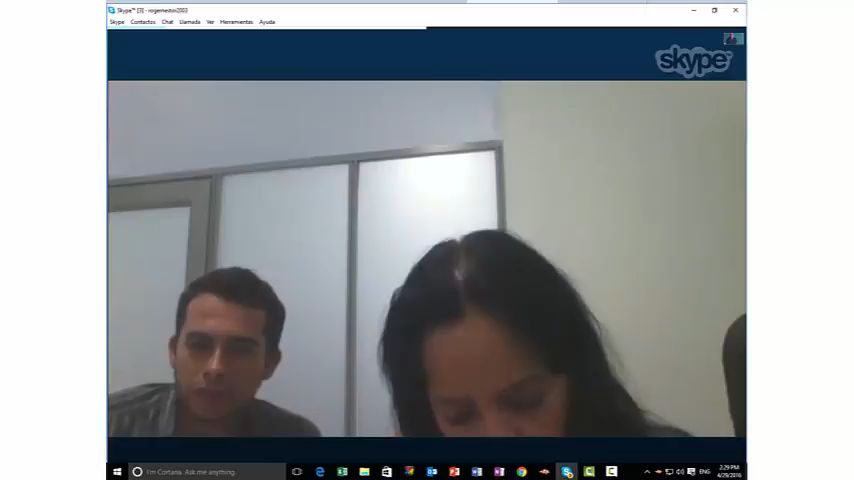 Skype™ [3] - rogernestor2003
Skype Contactos Chat Llamada Ver Herramientas Ayuda
skype
I'm Cortana. Ask me anything.
ENG
2:29 PM
4/29/2016